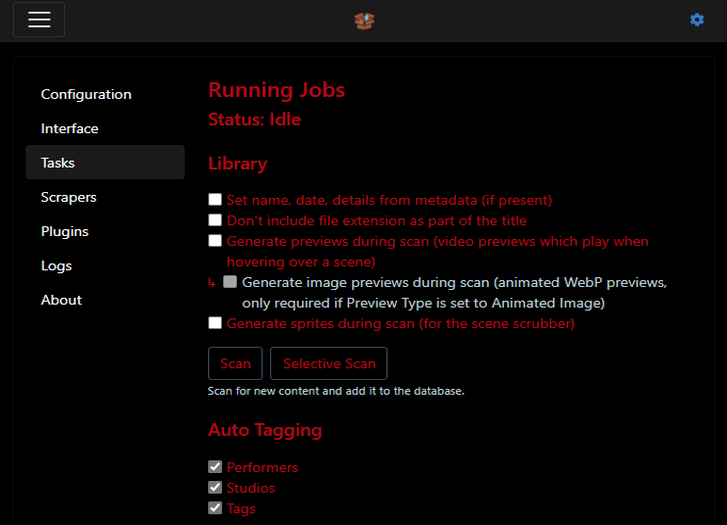 Configuration
Interface
Tasks
Scrapers
Plugins
Logs
About
Running Jobs
Status: Idle
Library
Set name, date, details from metadata (if present)
Don't include file extension as part of the title
Generate previews during scan (video previews which play when
hovering over a scene)
Generate image previews during scan (animated WebP previews,
only required if Preview Type is set to Animated Image)
Generate sprites during scan (for the scene scrubber)
Scan Selective Scan
Scan for new content and add it to the database.
Auto Tagging
Performers
Studios
Tags